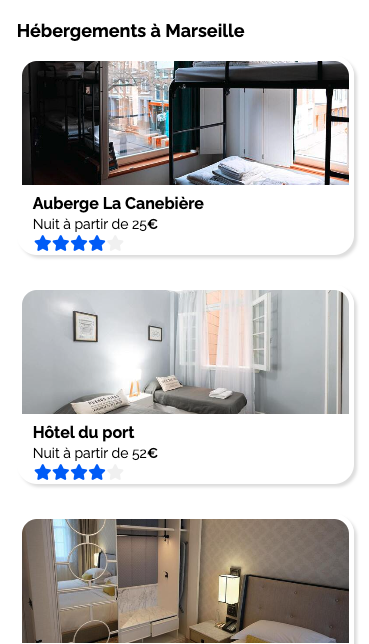 Hébergements à Marseille
Auberge La Canebière
Nuit à partir de 25€
Hôtel du port
Nuit à partir de 52€